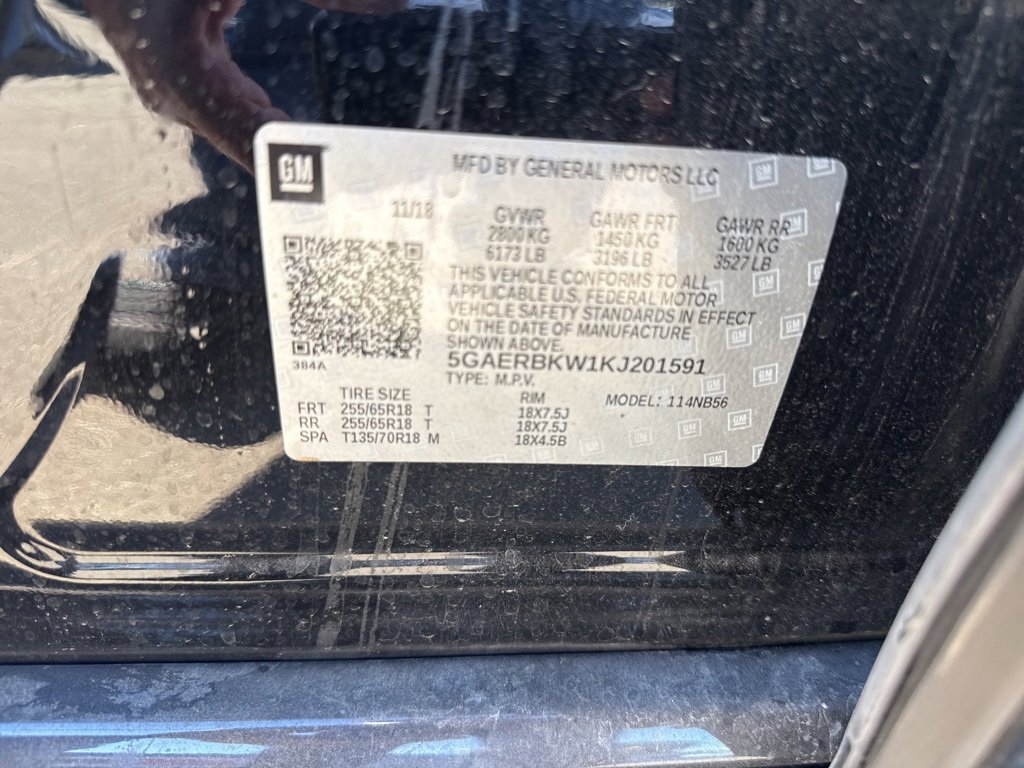 GM
MFD BY GENERAL MOTORS LLC
11/18
GVWR GAWR FRT GAWR RR
2800 KG 1450 KG 1600 KG
6173 LB 3196 LB 3527 LB
THIS VEHICLE CONFORMS TO ALL
APPLICABLE U.S. FEDERAL MOTOR
VEHICLE SAFETY STANDARDS IN EFFECT
ON THE DATE OF MANUFACTURE
SHOWN ABOVE.
384A
5GAERBKW1KJ201591
TYPE: M.P.V.
TIRE SIZE RIM MODEL: 114NB56
FRT 255/65R18 T 18X7.5J
RR 255/65R18 T 18X7.5J
SPA T135/70R18 M 18X4.5B